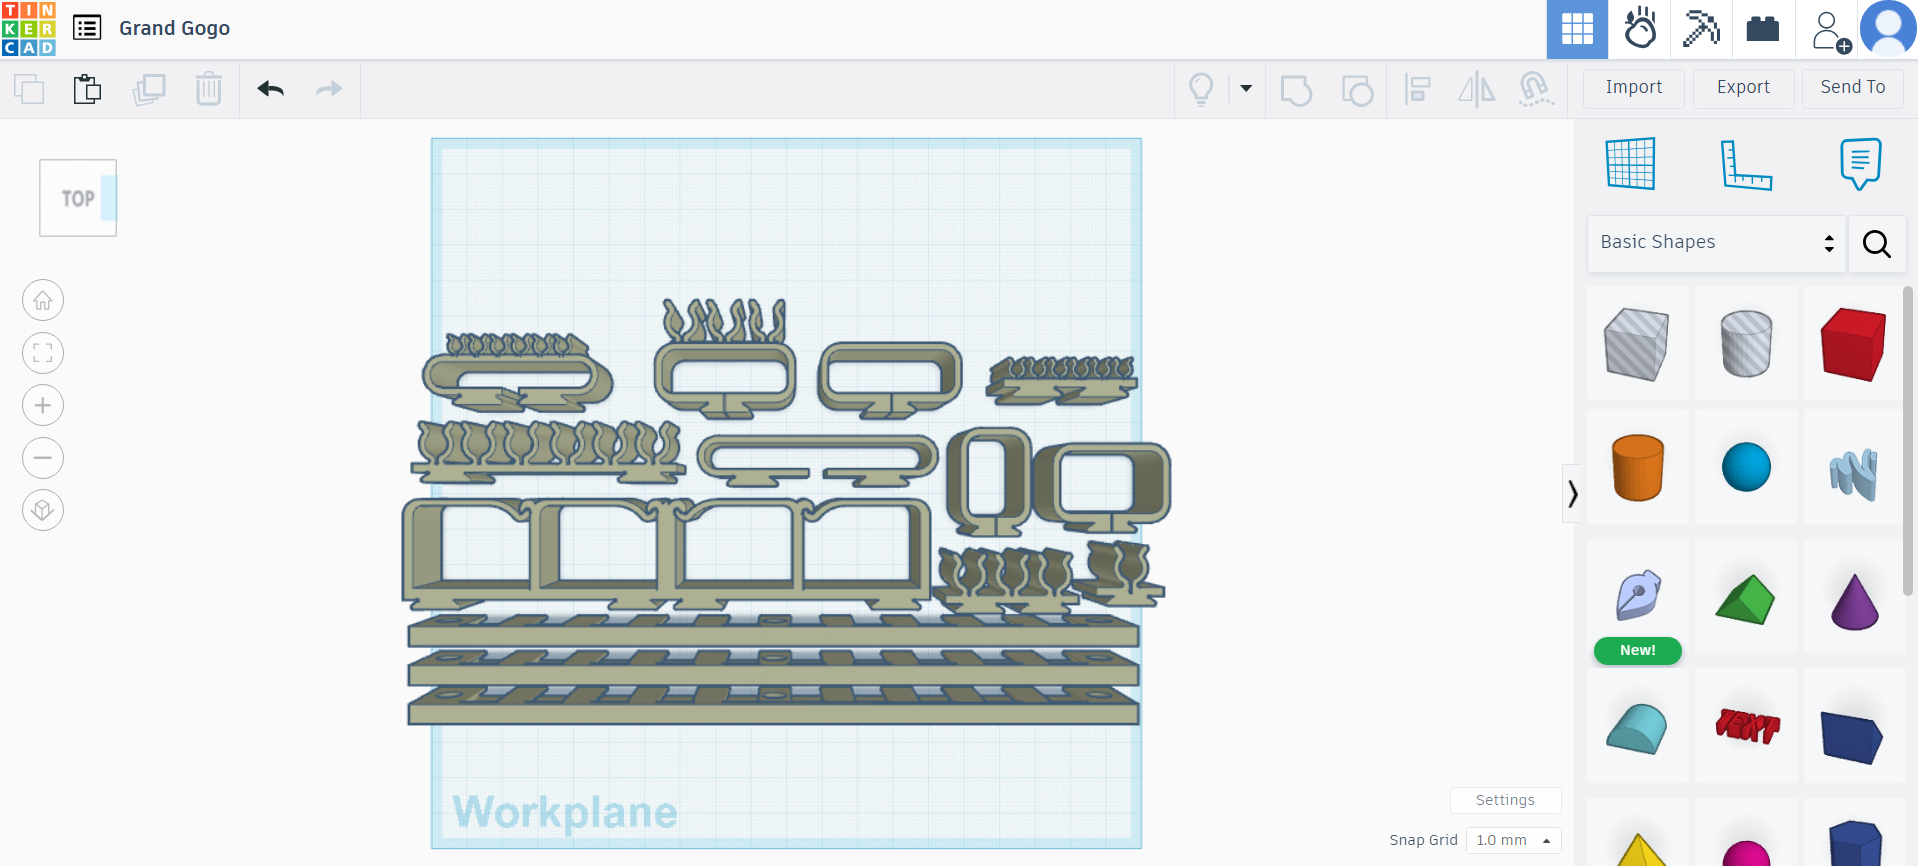 TIN
KER
CAD
Grand Gogo
Import
Export
Send To
TOP
Basic Shapes
New!
TEXT
Workplane
Settings
Snap Grid
1.0 mm